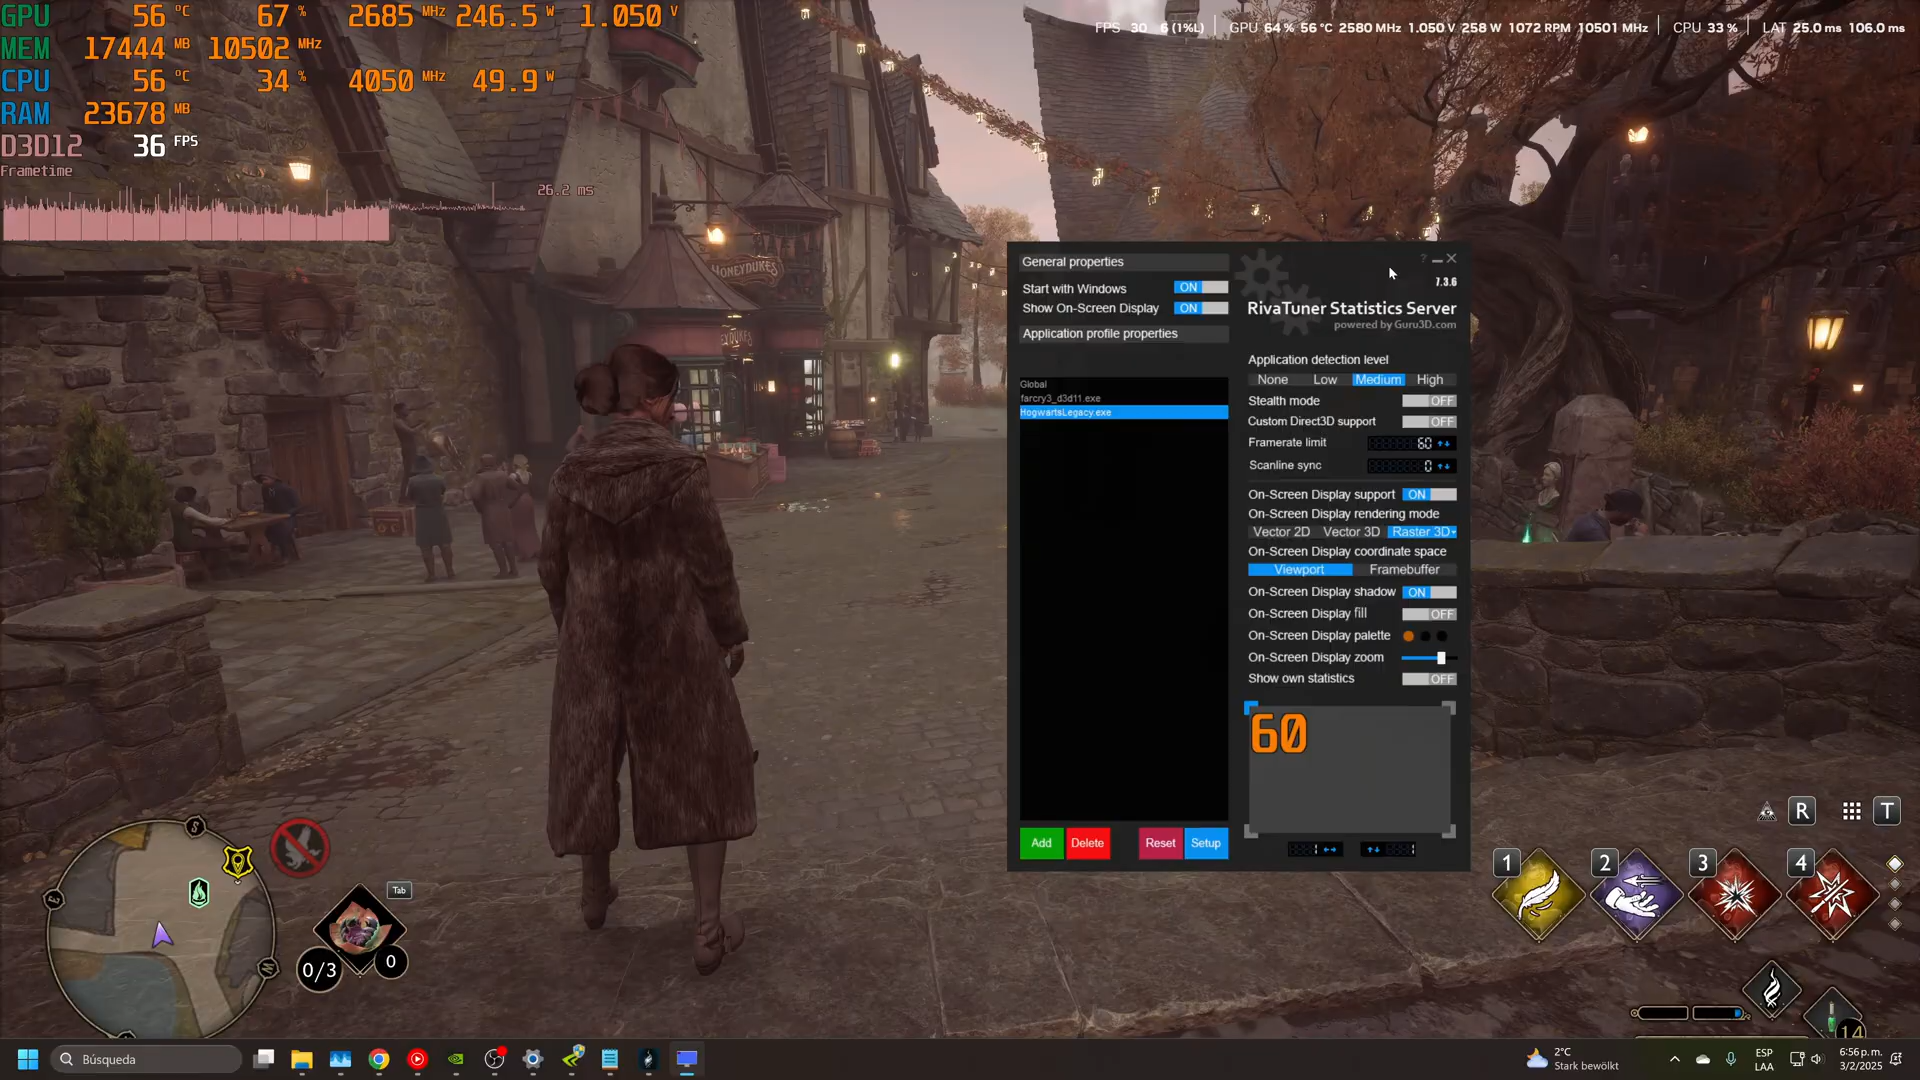 GPU 56 °C 67 % 2685 MHz 246.5 W 1.050 V
MEM 17444 MB 10502 MHz
CPU 56 °C 34 % 4050 MHz 49.9 W
RAM 23678 MB
D3D12 36 FPS
Frametime
26.2 ms
FPS 30 6 (1%L) GPU 64 % 56 °C 2580 MHz 1.050 V 258 W 1072 RPM 10501 MHz CPU 33 % LAT 25.0 ms 106.0 ms
HONEYDUKES
General properties
Start with Windows ON
Show On-Screen Display ON
Application profile properties
Global
farcry3_d3d11.exe
HogwartsLegacy.exe
Add Delete Reset Setup
?
7.3.6
RivaTuner Statistics Server
powered by Guru3D.com
Application detection level
None Low Medium High
Stealth mode OFF
Custom Direct3D support OFF
Framerate limit 60
Scanline sync 0
On-Screen Display support ON
On-Screen Display rendering mode
Vector 2D Vector 3D Raster 3D
On-Screen Display coordinate space
Viewport Framebuffer
On-Screen Display shadow ON
On-Screen Display fill OFF
On-Screen Display palette
On-Screen Display zoom
Show own statistics OFF
60
1 1
R T
1 2 3 4
S
Tab
0/3 0
14
Búsqueda
2°C
Stark bewölkt
ESP
LAA
6:56 p. m.
3/2/2025